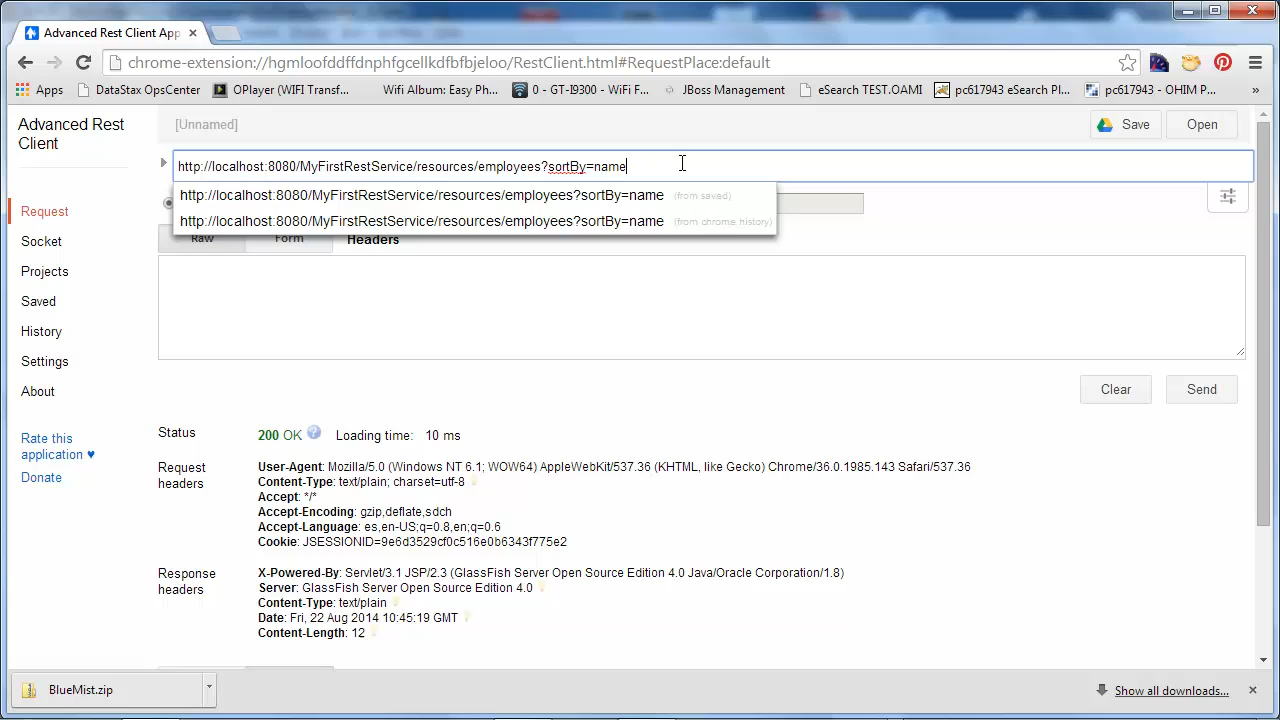 Advanced Rest Client App
chrome-extension://hgmloofddffdnphfgcellkdfbfbjeloo/RestClient.html#RequestPlace:default
Apps DataStax OpsCenter OPlayer (WIFI Transf... Wifi Album: Easy Ph... 0 - GT-I9300 - WiFi F... JBoss Management eSearch TEST.OAMI pc617943 eSearch Pl... pc617943 - OHIM P... »
Advanced Rest
Client
[Unnamed]
Save
Open
http://localhost:8080/MyFirstRestService/resources/employees?sortBy=name
http://localhost:8080/MyFirstRestService/resources/employees?sortBy=name (from saved)
http://localhost:8080/MyFirstRestService/resources/employees?sortBy=name (from chrome history)
Request
Socket
Projects
Saved
History
Settings
About
Rate this
application ♥
Donate
Raw Form Headers
Clear
Send
Status 200 OK Loading time: 10 ms
Request
headers
User-Agent: Mozilla/5.0 (Windows NT 6.1; WOW64) AppleWebKit/537.36 (KHTML, like Gecko) Chrome/36.0.1985.143 Safari/537.36
Content-Type: text/plain; charset=utf-8
Accept: */*
Accept-Encoding: gzip,deflate,sdch
Accept-Language: es,en-US;q=0.8,en;q=0.6
Cookie: JSESSIONID=9e6d3529cf0c516e0b6343f775e2
Response
headers
X-Powered-By: Servlet/3.1 JSP/2.3 (GlassFish Server Open Source Edition 4.0 Java/Oracle Corporation/1.8)
Server: GlassFish Server Open Source Edition 4.0
Content-Type: text/plain
Date: Fri, 22 Aug 2014 10:45:19 GMT
Content-Length: 12
BlueMist.zip
Show all downloads...